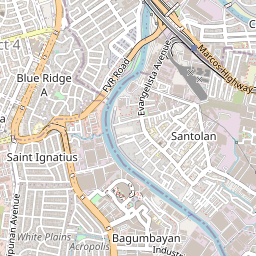 ct 4
Blue Ridge
A
FVR Road
Evangelista Avenue
Marcos Highway
Santolan
Saint Ignatius
punan Avenue
White Plains
Acropolis
Bagumbayan
Industr
C